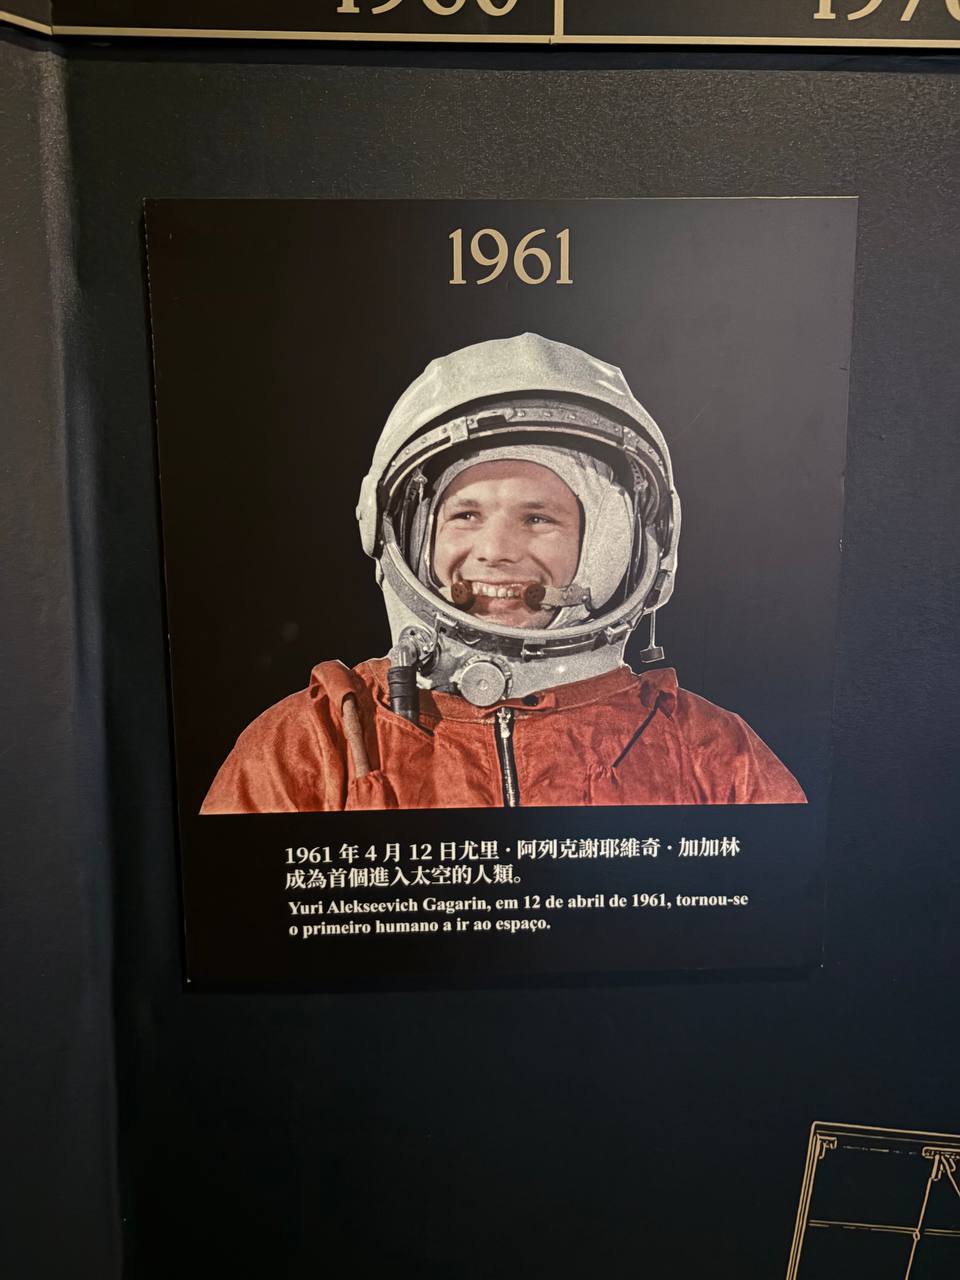 1961
1961 年 4 月 12 日尤里 · 阿列克謝耶維奇 · 加加林
成為首個進入太空的人類。
Yuri Alekseevich Gagarin, em 12 de abril de 1961, tornou-se
o primeiro humano a ir ao espaço.